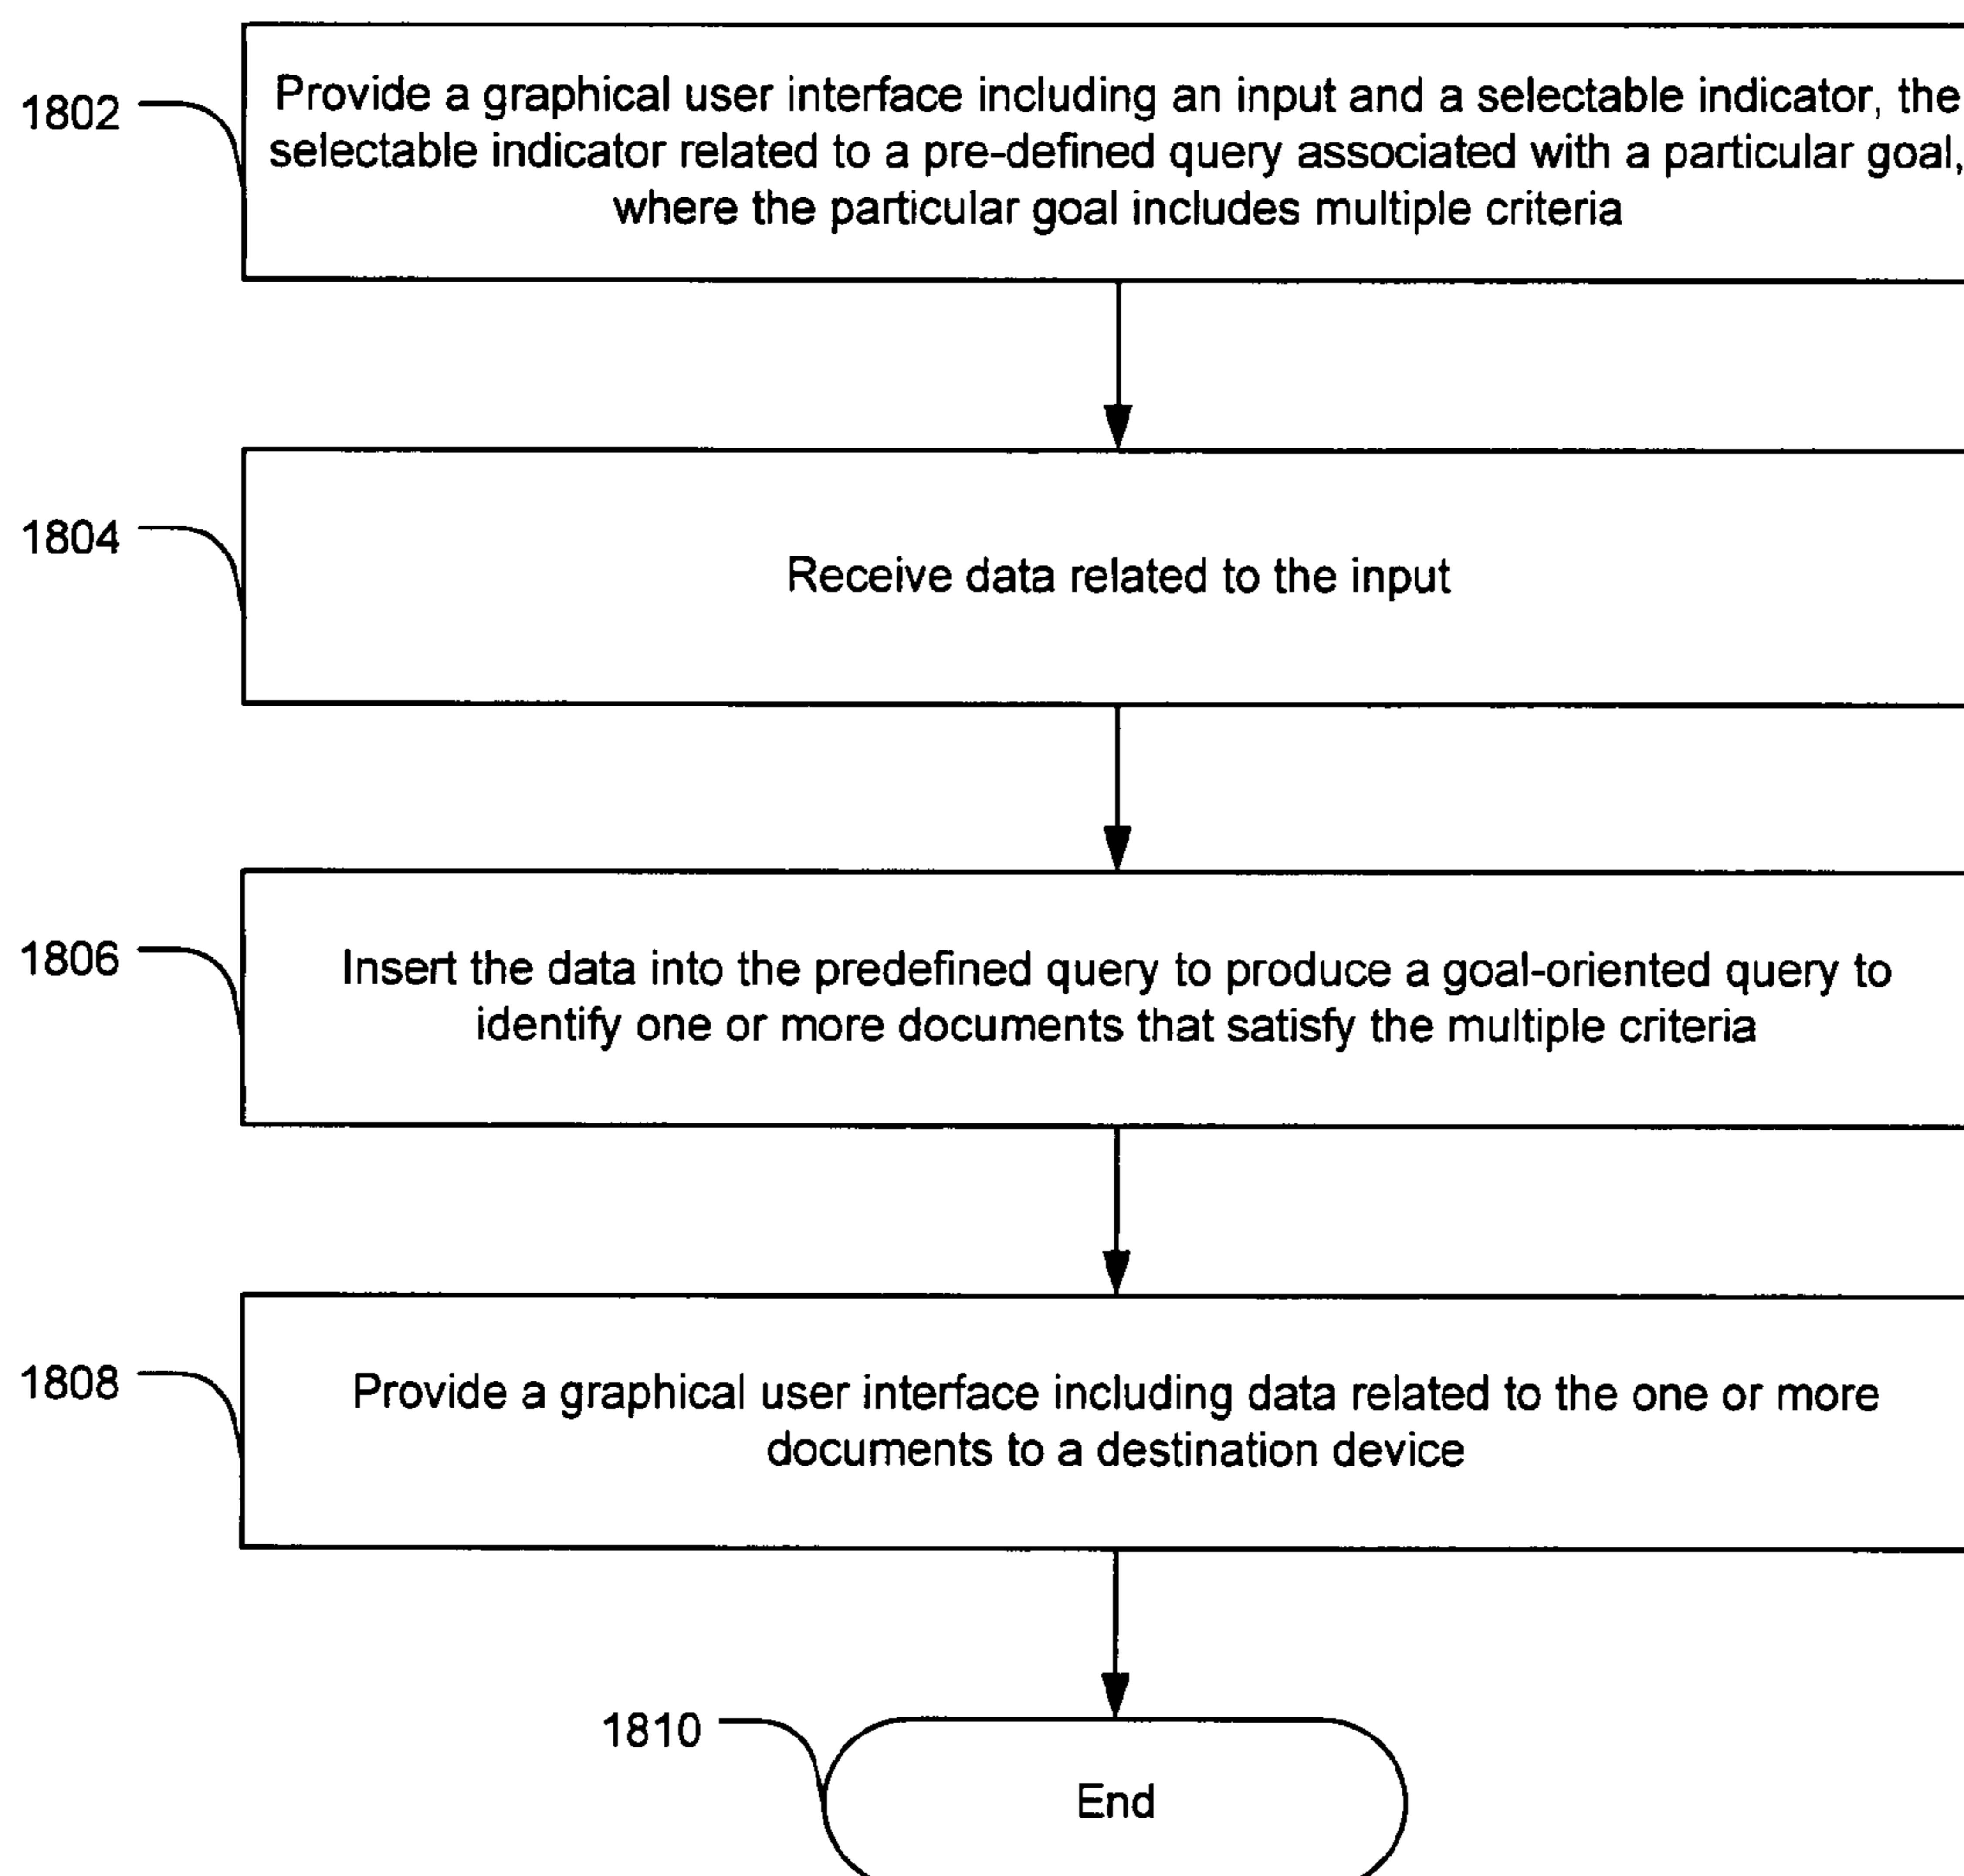 1802
Provide a graphical user interface including an input and a selectable indicator, the
selectable indicator related to a pre-defined query associated with a particular goal,
where the particular goal includes multiple criteria
1804
Receive data related to the input
1806
Insert the data into the predefined query to produce a goal-oriented query to
identify one or more documents that satisfy the multiple criteria
1808
Provide a graphical user interface including data related to the one or more
documents to a destination device
1810
End